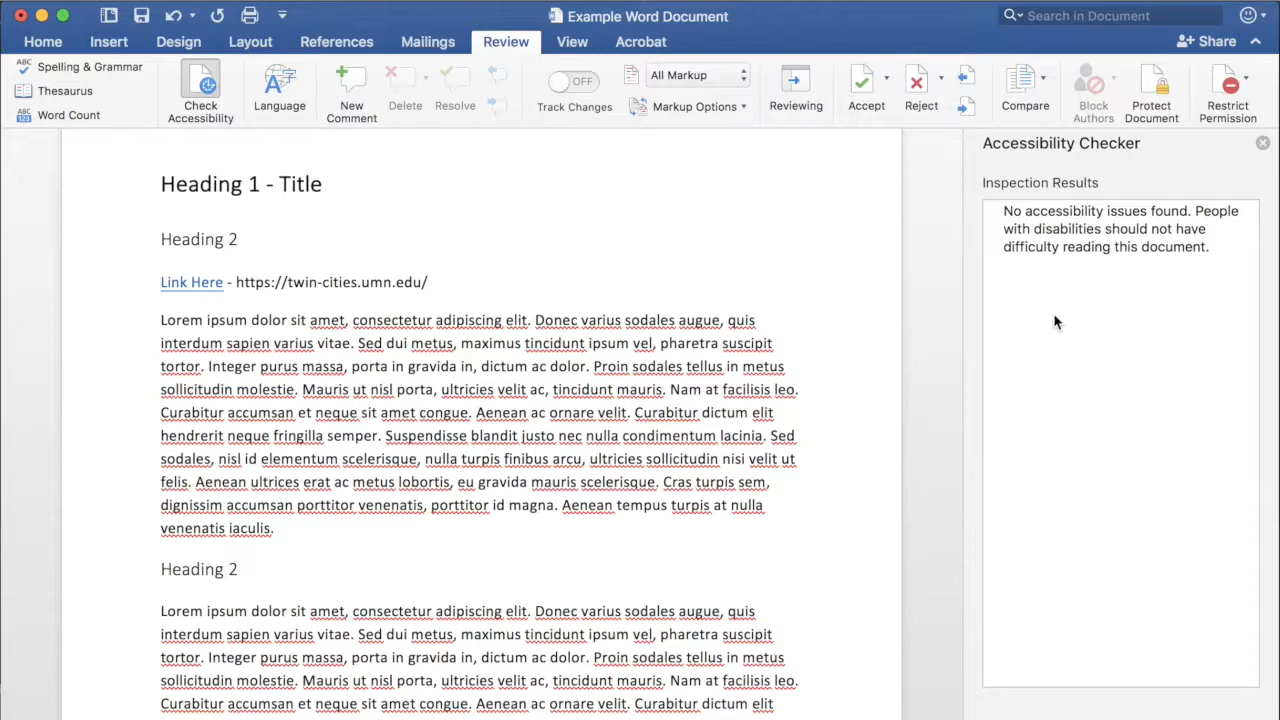 Example Word Document
Search in Document
Home Insert Design Layout References Mailings Review View Acrobat
Share
ABC Spelling & Grammar
Thesaurus
ABC 123 Word Count
Check Accessibility
Language
New Comment
Delete
Resolve
OFF
Track Changes
All Markup
Markup Options
Reviewing
Accept
Reject
Compare
Block Authors
Protect Document
Restrict Permission
Heading 1 - Title
Heading 2
Link Here - https://twin-cities.umn.edu/
Lorem ipsum dolor sit amet, consectetur adipiscing elit. Donec varius sodales augue, quis
interdum sapien varius vitae. Sed dui metus, maximus tincidunt ipsum vel, pharetra suscipit
tortor. Integer purus massa, porta in gravida in, dictum ac dolor. Proin sodales tellus in metus
sollicitudin molestie. Mauris ut nisl porta, ultricies velit ac, tincidunt mauris. Nam at facilisis leo.
Curabitur accumsan et neque sit amet congue. Aenean ac ornare velit. Curabitur dictum elit
hendrerit neque fringilla semper. Suspendisse blandit justo nec nulla condimentum lacinia. Sed
sodales, nisl id elementum scelerisque, nulla turpis finibus arcu, ultricies sollicitudin nisi velit ut
felis. Aenean ultrices erat ac metus lobortis, eu gravida mauris scelerisque. Cras turpis sem,
dignissim accumsan porttitor venenatis, porttitor id magna. Aenean tempus turpis at nulla
venenatis iaculis.
Heading 2
Lorem ipsum dolor sit amet, consectetur adipiscing elit. Donec varius sodales augue, quis
interdum sapien varius vitae. Sed dui metus, maximus tincidunt ipsum vel, pharetra suscipit
tortor. Integer purus massa, porta in gravida in, dictum ac dolor. Proin sodales tellus in metus
sollicitudin molestie. Mauris ut nisl porta, ultricies velit ac, tincidunt mauris. Nam at facilisis leo.
Curabitur accumsan et neque sit amet congue. Aenean ac ornare velit. Curabitur dictum elit
Accessibility Checker
Inspection Results
No accessibility issues found. People
with disabilities should not have
difficulty reading this document.